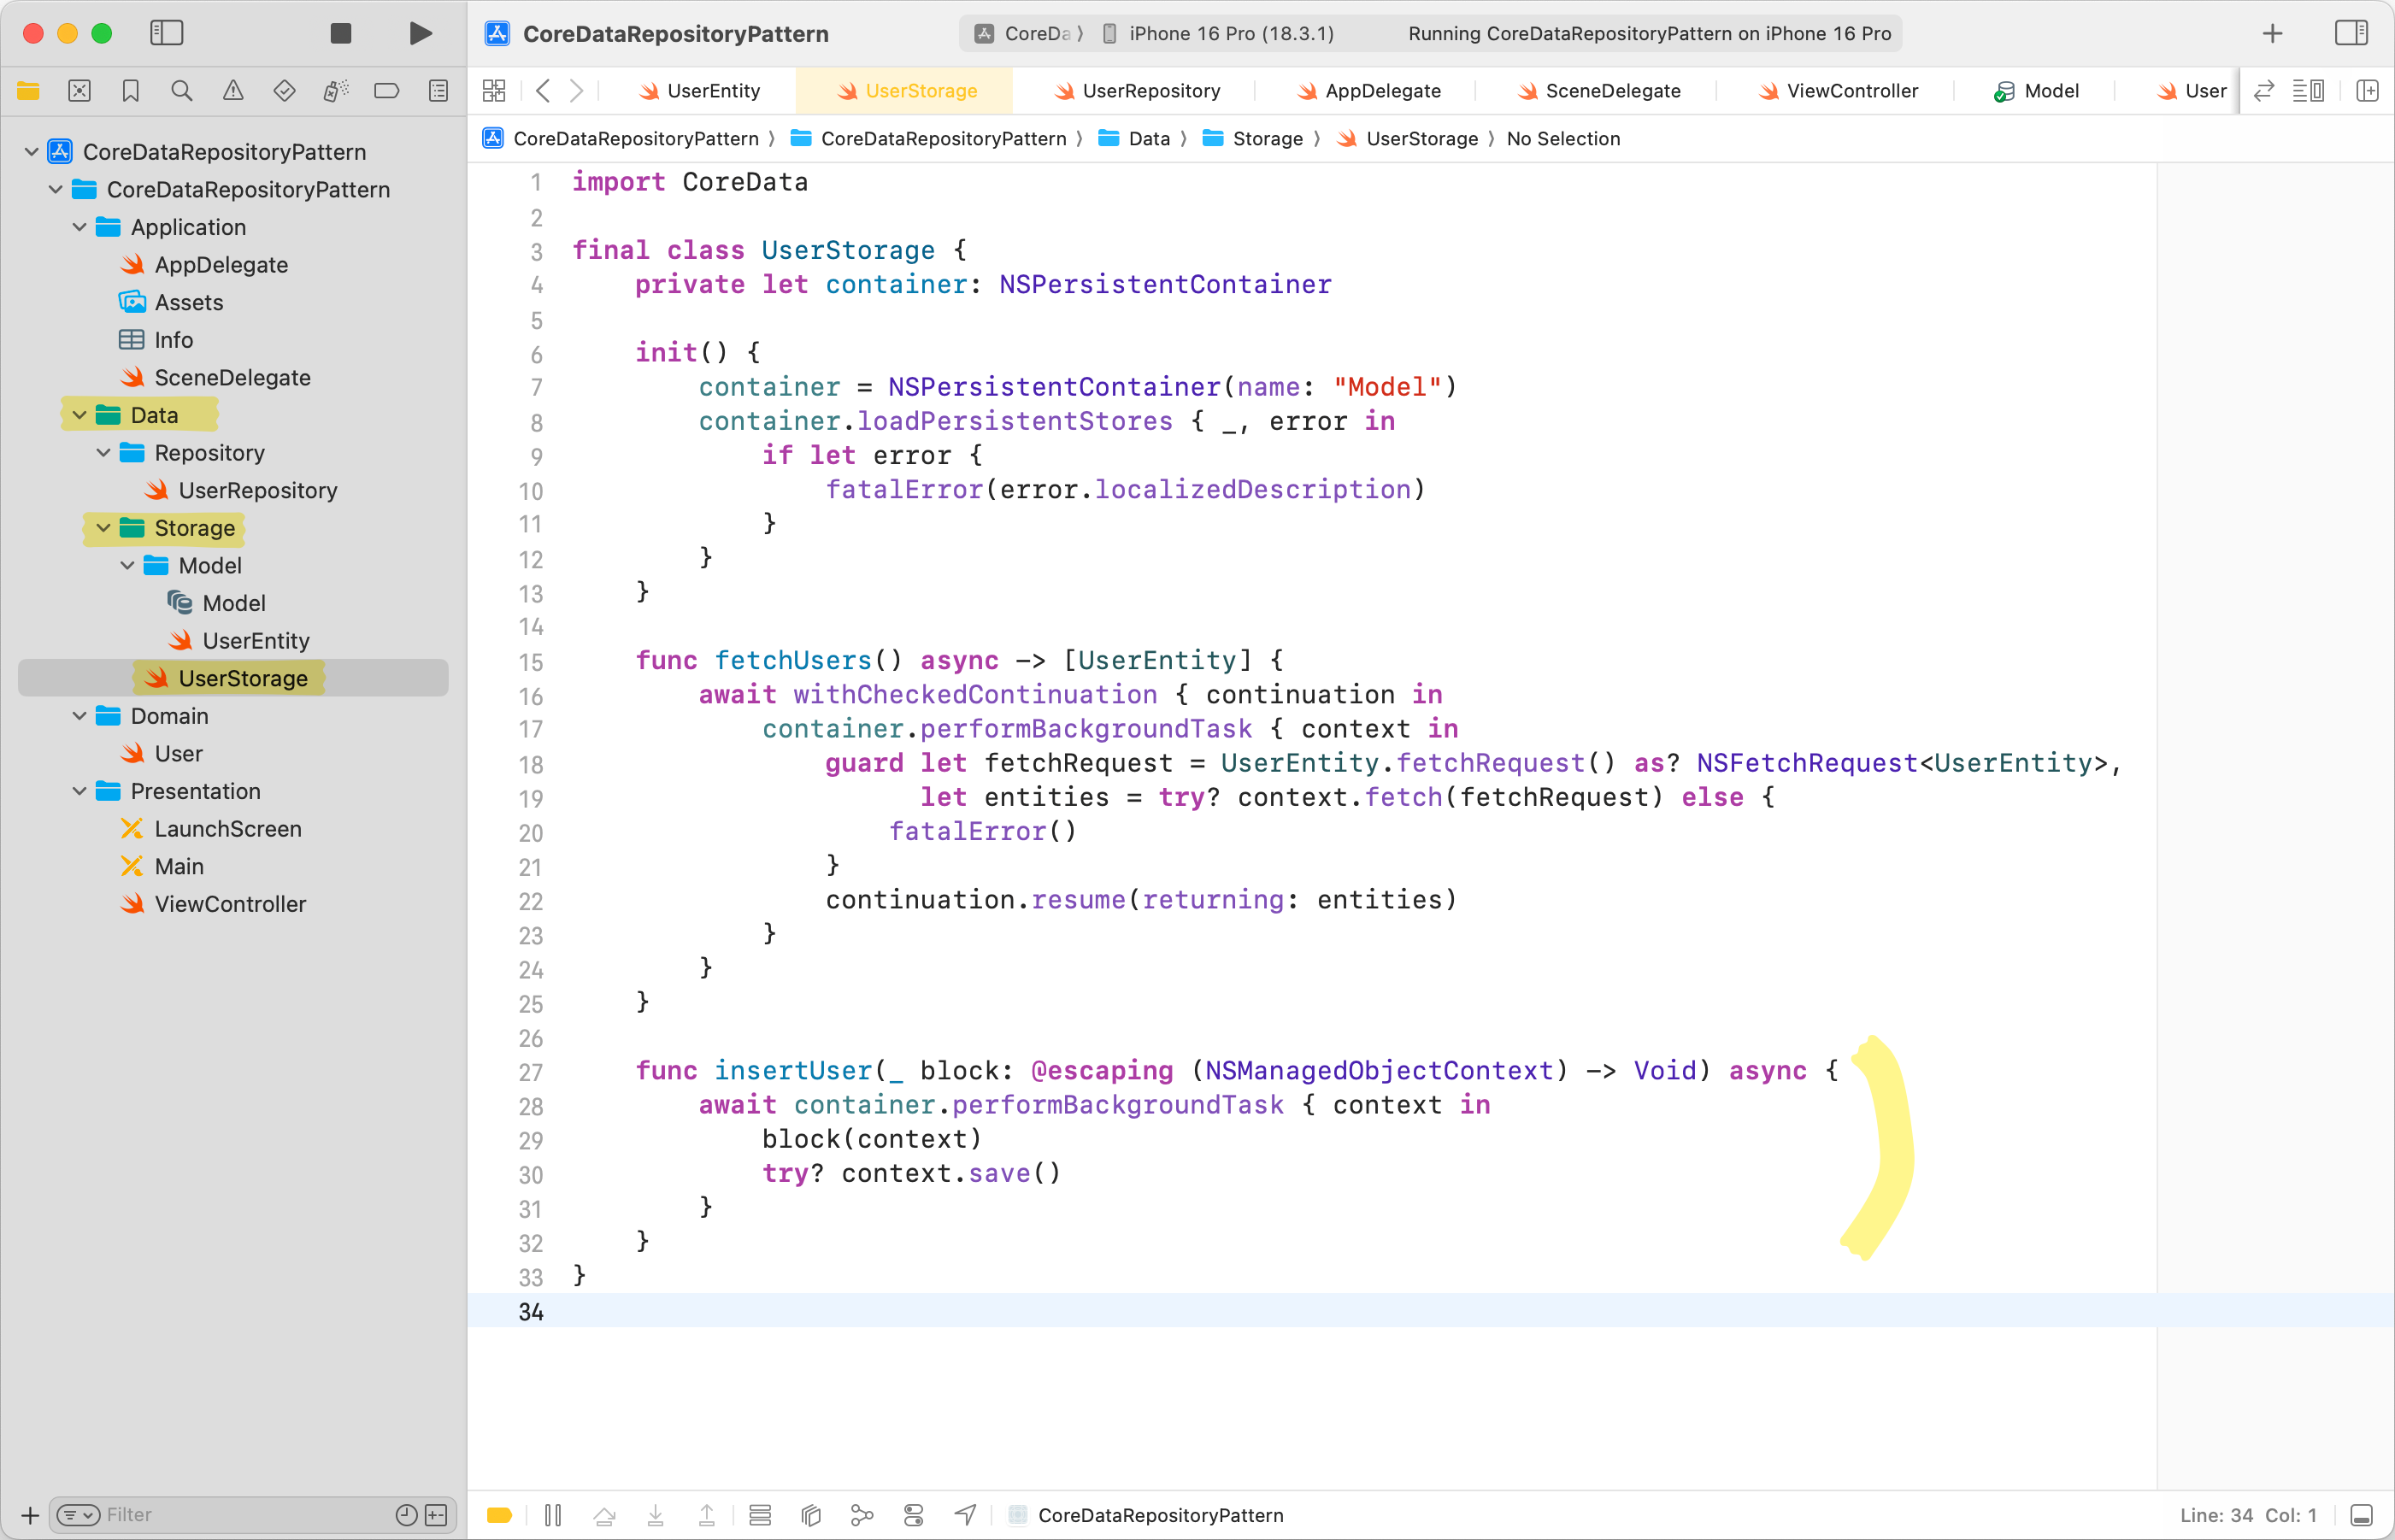 CoreDataRepositoryPattern
CoreDa
iPhone 16 Pro (18.3.1)
Running CoreDataRepositoryPattern on iPhone 16 Pro
UserEntity
UserStorage
UserRepository
AppDelegate
SceneDelegate
ViewController
Model
User
CoreDataRepositoryPattern 〉 CoreDataRepositoryPattern 〉 Data 〉 Storage 〉 UserStorage 〉 No Selection
CoreDataRepositoryPattern
CoreDataRepositoryPattern
Application
AppDelegate
Assets
Info
SceneDelegate
Data
Repository
UserRepository
Storage
Model
Model
UserEntity
UserStorage
Domain
User
Presentation
LaunchScreen
Main
ViewController
Filter
1 import CoreData
2
3 final class UserStorage {
4     private let container: NSPersistentContainer
5
6     init() {
7         container = NSPersistentContainer(name: "Model")
8         container.loadPersistentStores { _, error in
9             if let error {
10                 fatalError(error.localizedDescription)
11             }
12         }
13     }
14
15     func fetchUsers() async -> [UserEntity] {
16         await withCheckedContinuation { continuation in
17             container.performBackgroundTask { context in
18                 guard let fetchRequest = UserEntity.fetchRequest() as? NSFetchRequest<UserEntity>,
19                       let entities = try? context.fetch(fetchRequest) else {
20                     fatalError()
21                 }
22                 continuation.resume(returning: entities)
23             }
24         }
25     }
26
27     func insertUser(_ block: @escaping (NSManagedObjectContext) -> Void) async {
28         await container.performBackgroundTask { context in
29             block(context)
30             try? context.save()
31         }
32     }
33 }
34
CoreDataRepositoryPattern
Line: 34 Col: 1